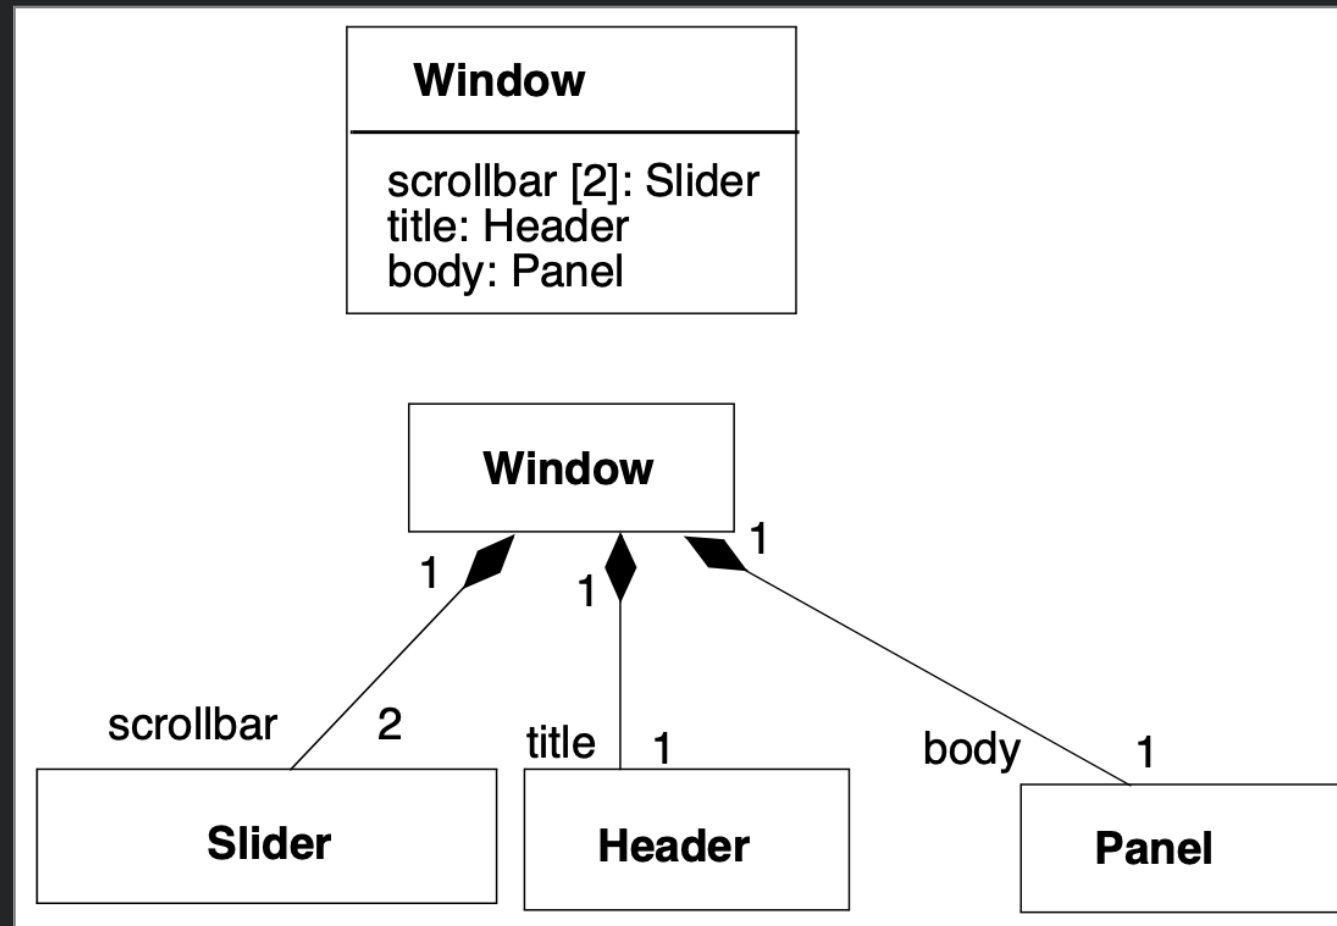 Window
scrollbar [2]: Slider
title: Header
body: Panel
Window
1
1
1
scrollbar
2
title
1
body
1
Slider
Header
Panel